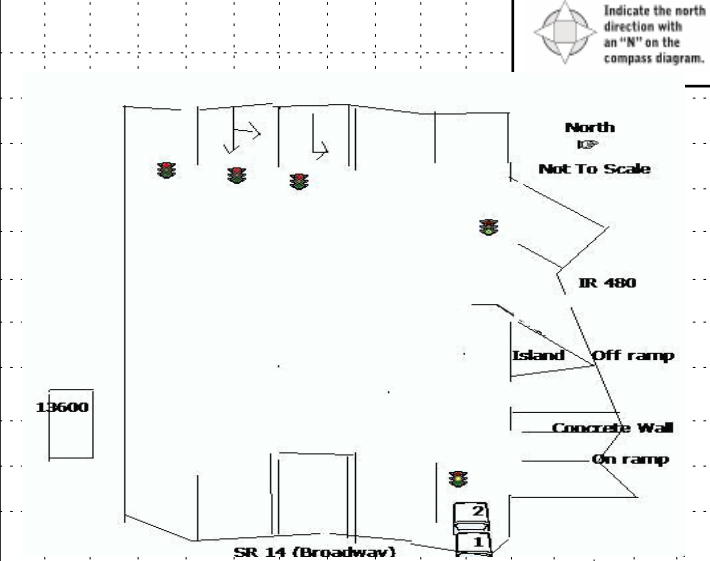 Indicate the north
direction with
an "N" on the
compass diagram.
North
Not To Scale
IR 480
Island
Off ramp
13600
Concrete Wall
On ramp
2
1
SR 14 (Broadway)